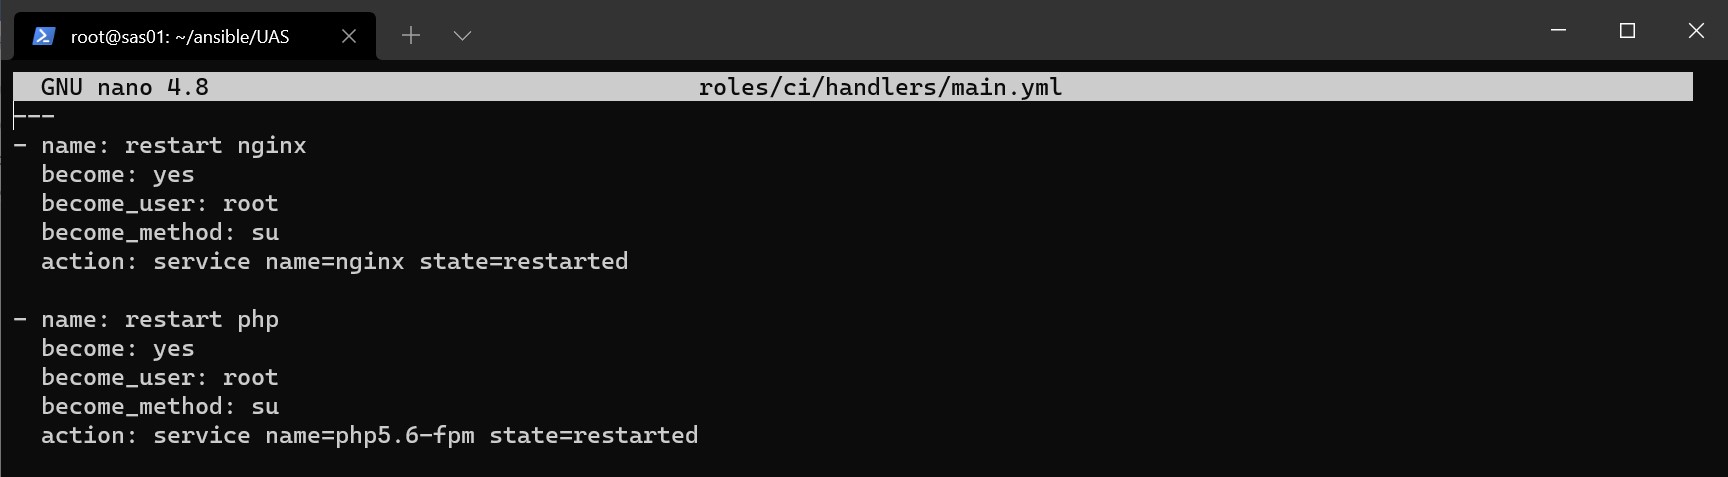 root@sas01: ~/ansible/UAS
GNU nano 4.8 roles/ci/handlers/main.yml
---
- name: restart nginx
  become: yes
  become_user: root
  become_method: su
  action: service name=nginx state=restarted

- name: restart php
  become: yes
  become_user: root
  become_method: su
  action: service name=php5.6-fpm state=restarted